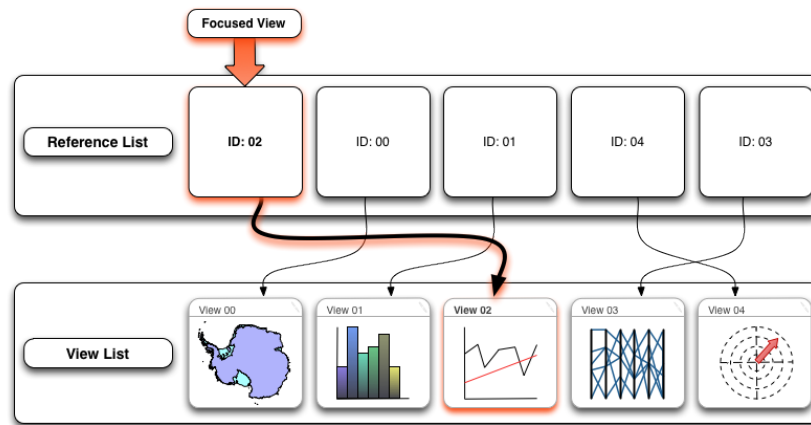 Focused View
Reference List
ID: 02
ID: 00
ID: 01
ID: 04
ID: 03
View List
View 00
View 01
View 02
View 03
View 04